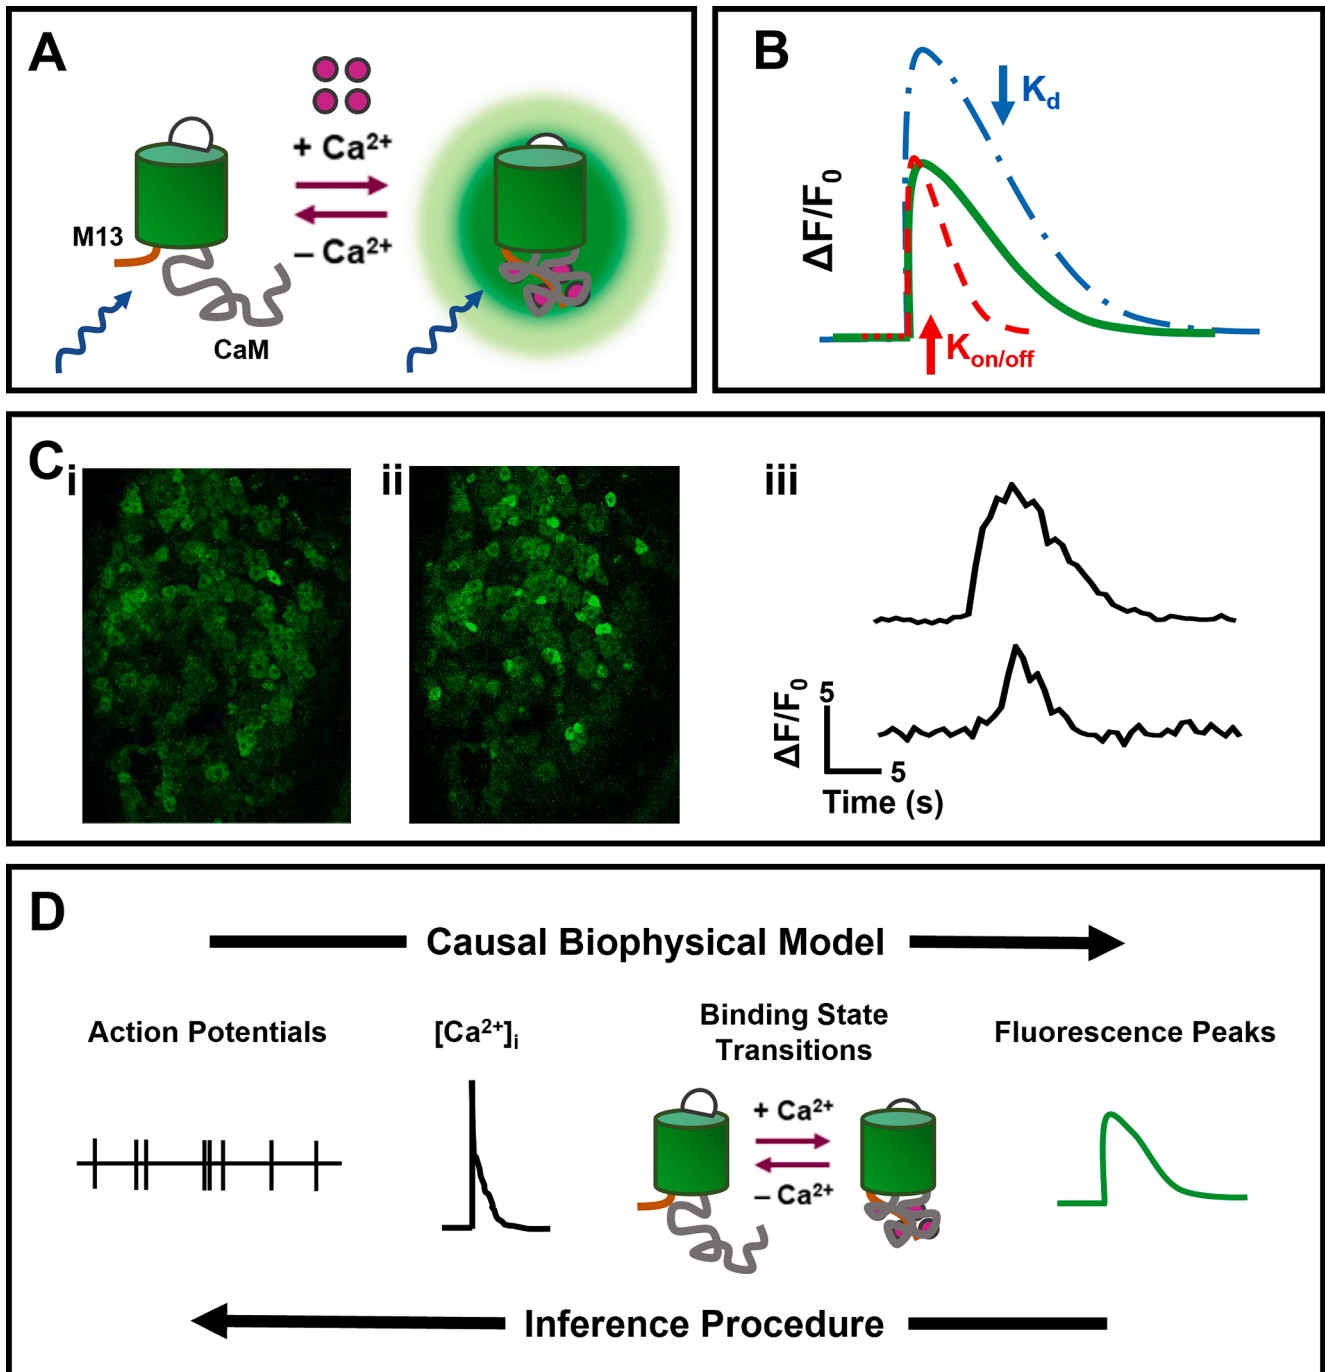 A
+ Ca²⁺
– Ca²⁺
M13
CaM
B
ΔF/F₀
Kd
Kon/off
C
i
ii
iii
ΔF/F₀
5
5
Time (s)
D
Causal Biophysical Model
Action Potentials
[Ca²⁺]i
Binding State
Transitions
Fluorescence Peaks
+ Ca²⁺
– Ca²⁺
Inference Procedure